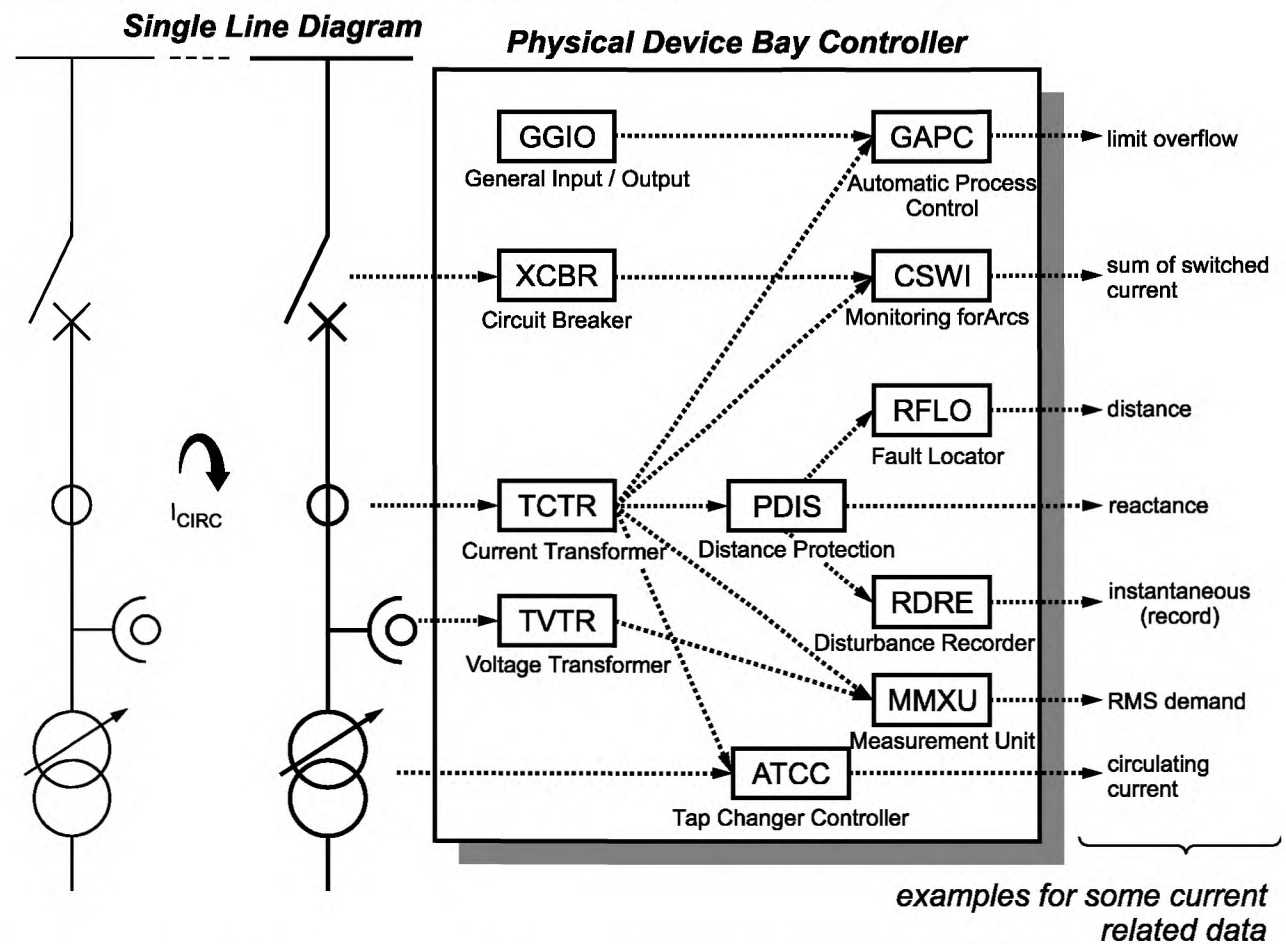 Single Line Diagram
Physical Device Bay Controller
GGIO
General Input / Output
GAPC
Automatic Process
Control
limit overflow
XCBR
Circuit Breaker
CSWI
Monitoring forArcs
sum of switched
current
RFLO
Fault Locator
distance
ICIRC
TCTR
Current Transformer
PDIS
Distance Protection
reactance
RDRE
Disturbance Recorder
instantaneous
(record)
TVTR
Voltage Transformer
MMXU
Measurement Unit
RMS demand
ATCC
Tap Changer Controller
circulating
current
examples for some current
related data